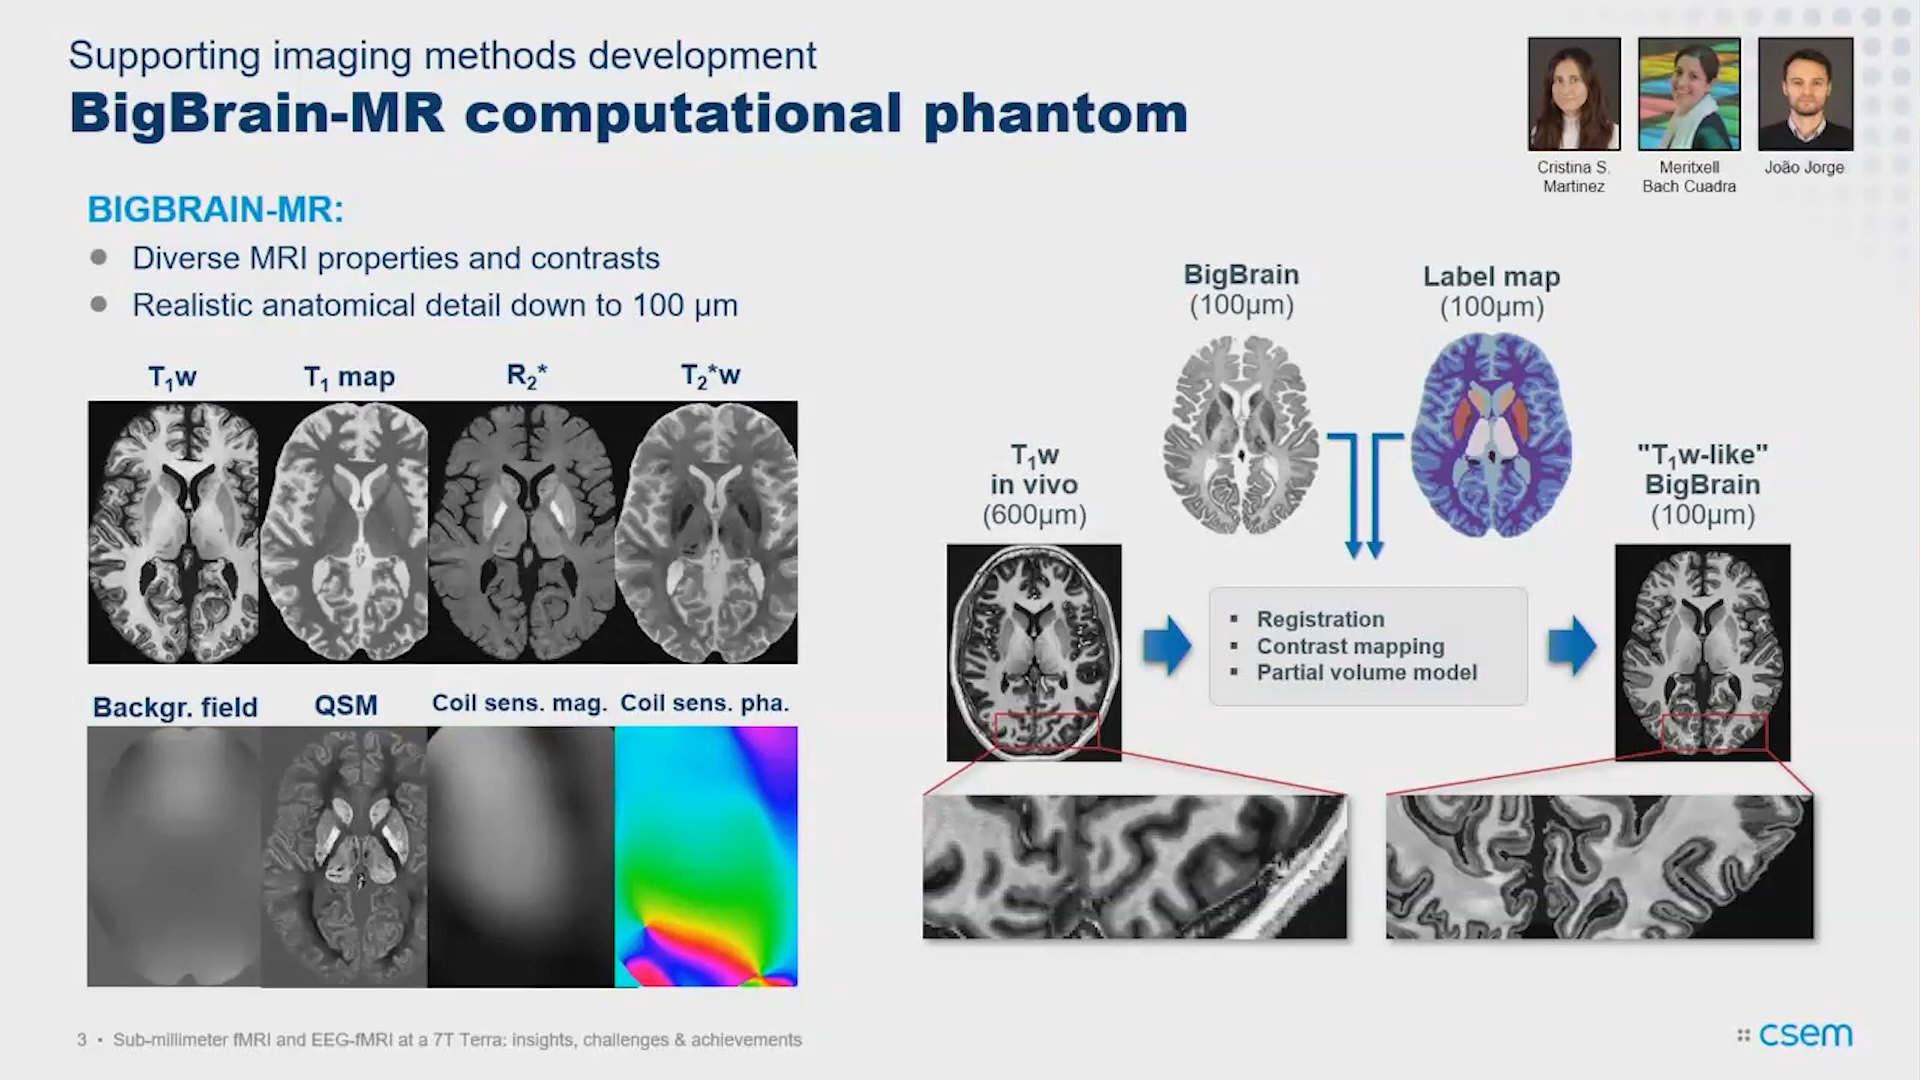 Supporting imaging methods development
BigBrain-MR computational phantom
Cristina S.
Martinez
Meritxell
Bach Cuadra
João Jorge
BIGBRAIN-MR:
● Diverse MRI properties and contrasts
● Realistic anatomical detail down to 100 µm
T1w
T1 map
R2*
T2*w
Backgr. field
QSM
Coil sens. mag.
Coil sens. pha.
BigBrain
(100µm)
Label map
(100µm)
T1w
in vivo
(600µm)
▪ Registration
▪ Contrast mapping
▪ Partial volume model
"T1w-like"
BigBrain
(100µm)
3 • Sub-millimeter fMRI and EEG-fMRI at a 7T Terra: insights, challenges & achievements
csem